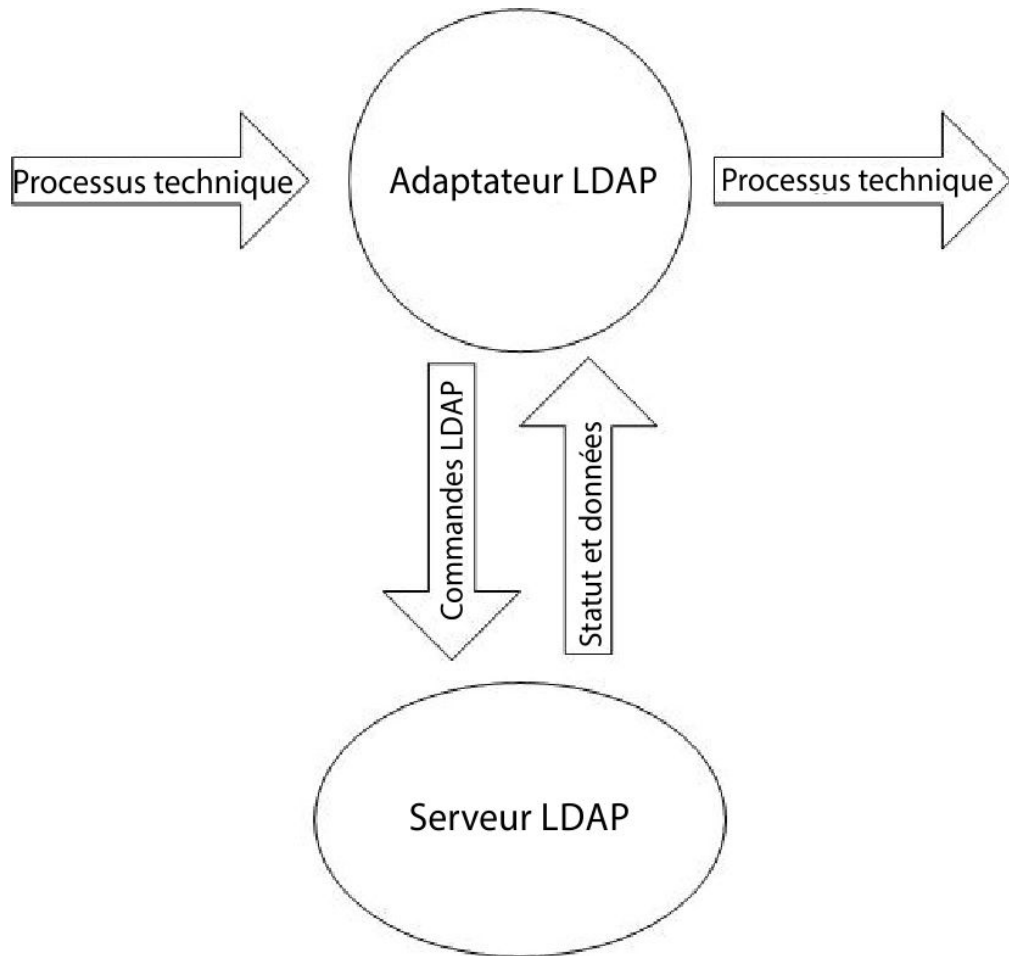 Processus technique
Adaptateur LDAP
Processus technique
Commandes LDAP
Statut et données
Serveur LDAP